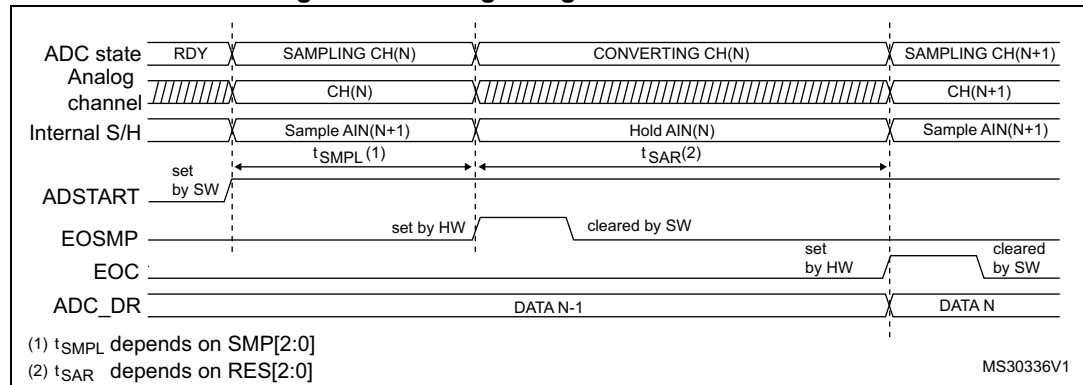 ADC state RDY SAMPLING CH(N) CONVERTING CH(N) SAMPLING CH(N+1)
Analog channel CH(N) CH(N+1)
Internal S/H Sample AIN(N+1) Hold AIN(N) Sample AIN(N+1)
tSMPL(1) tSAR(2)
ADSTART set by SW
EOSMP set by HW cleared by SW
EOC set by HW cleared by SW
ADC_DR DATA N-1 DATA N
(1) tSMPL depends on SMP[2:0]
(2) tSAR depends on RES[2:0]
MS30336V1